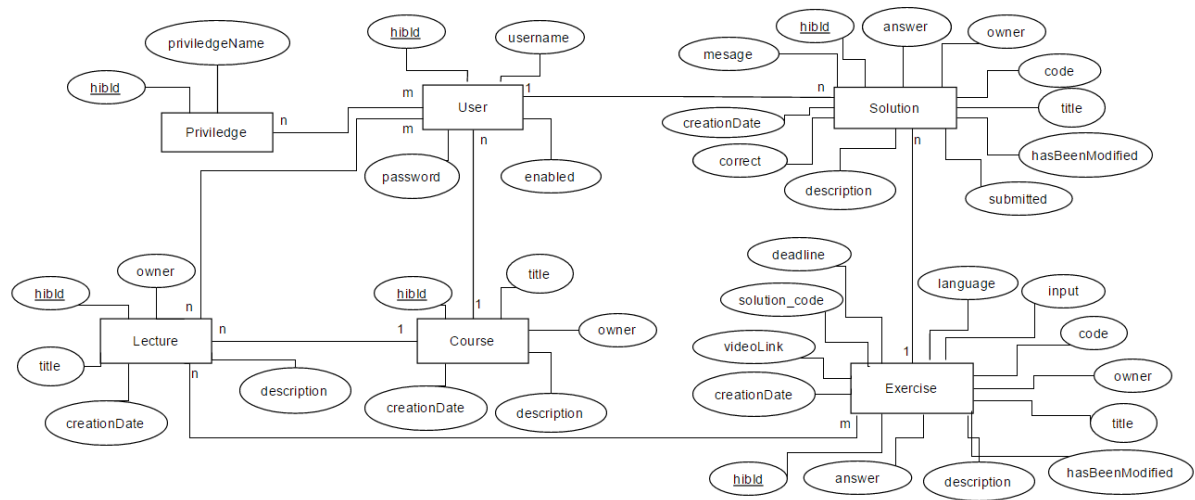 priviledgeName
hibId
Priviledge
n
m
m
hibId
username
User
1
n
password
enabled
n
mesage
hibId
answer
owner
code
title
hasBeenModified
submitted
description
correct
creationDate
Solution
n
hibId
owner
n
Lecture
n
n
title
creationDate
description
1
hibId
title
1
Course
owner
creationDate
description
deadline
solution_code
videoLink
creationDate
language
input
code
owner
title
hasBeenModified
1
Exercise
m
hibId
answer
description